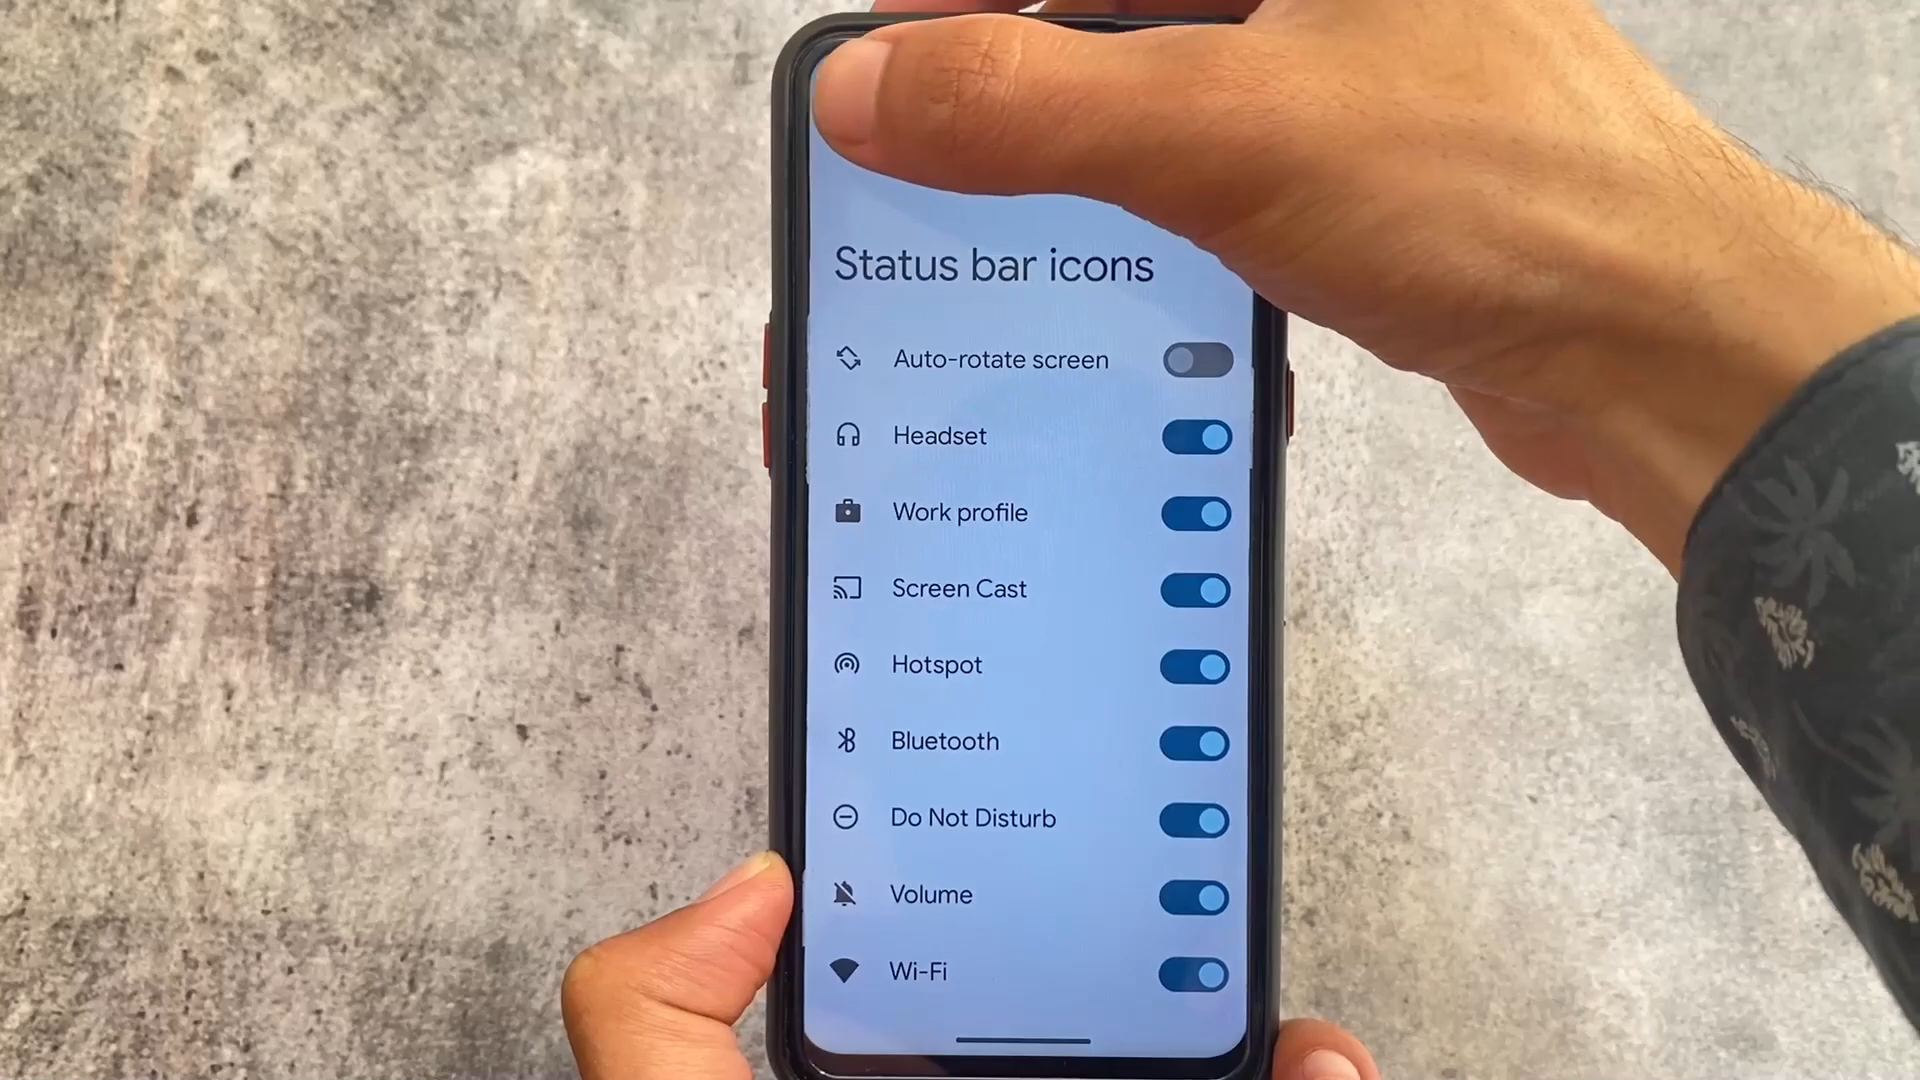 Status bar icons
Auto-rotate screen
Headset
Work profile
Screen Cast
Hotspot
Bluetooth
Do Not Disturb
Volume
Wi-Fi